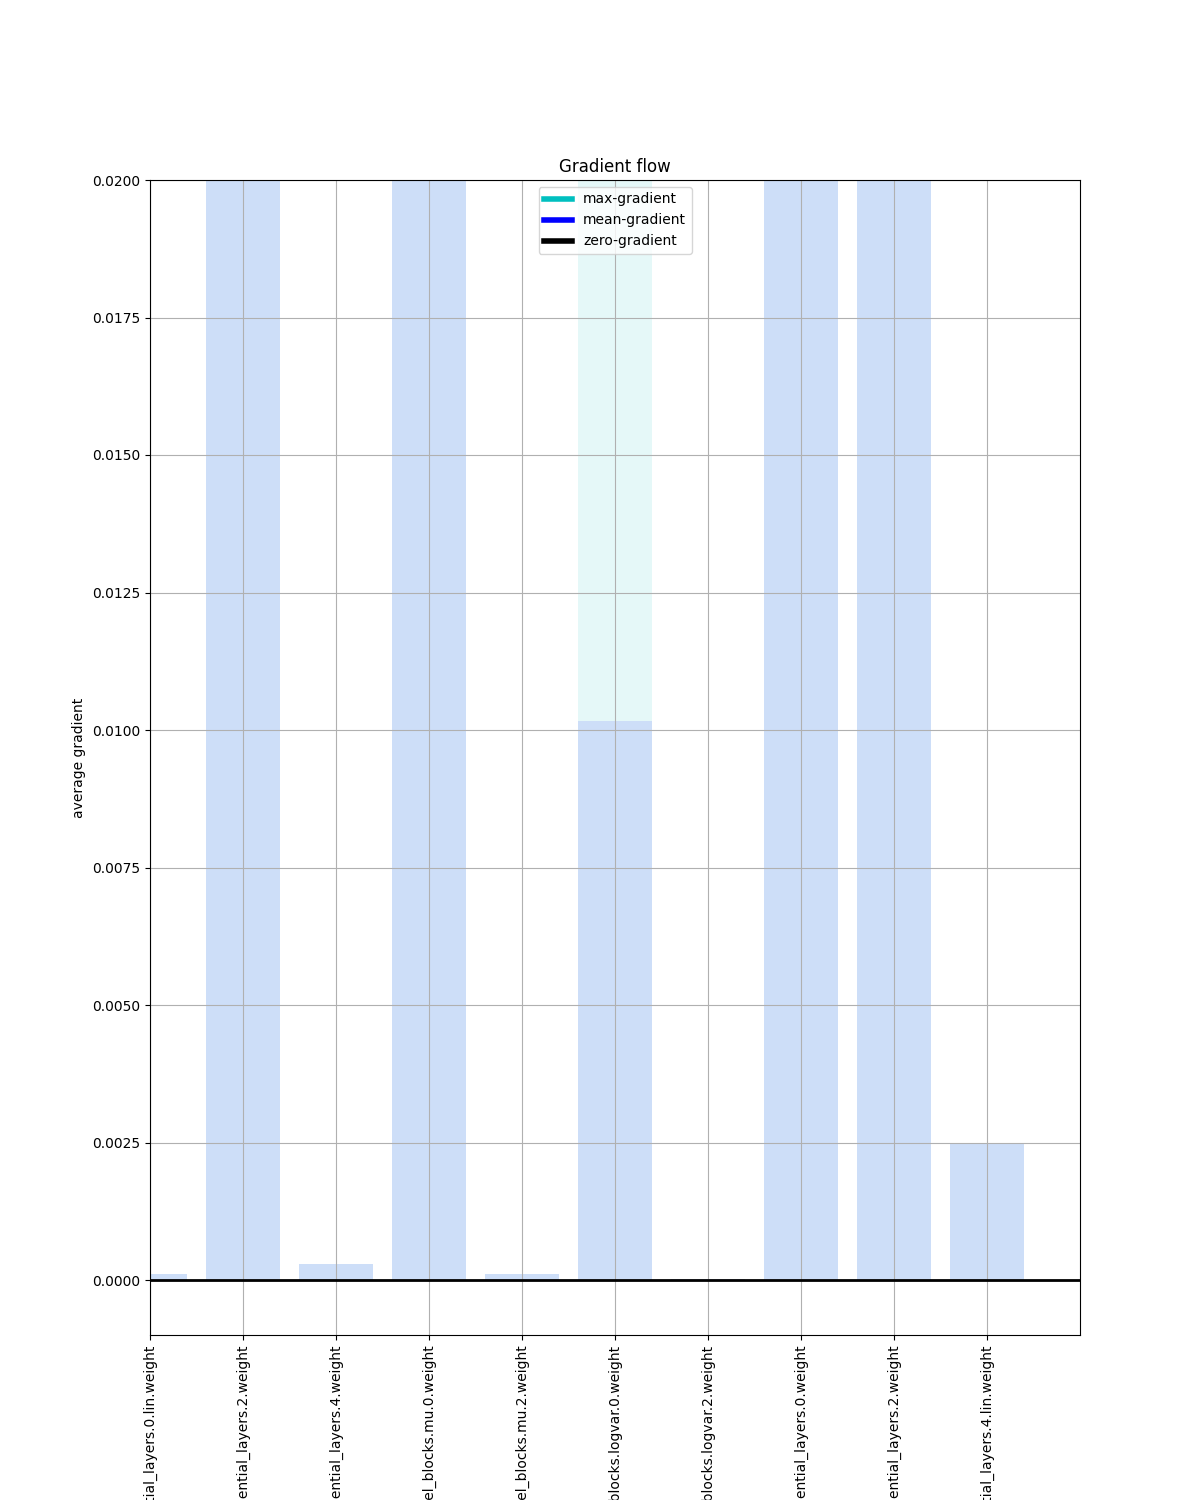 Gradient flow
max-gradient
mean-gradient
zero-gradient
0.0200
0.0175
0.0150
0.0125
0.0100
0.0075
0.0050
0.0025
0.0000
average gradient
tial_layers.0.lin.weight
ential_layers.2.weight
ential_layers.4.weight
el_blocks.mu.0.weight
el_blocks.mu.2.weight
blocks.logvar.0.weight
blocks.logvar.2.weight
ential_layers.0.weight
ential_layers.2.weight
tial_layers.4.lin.weight